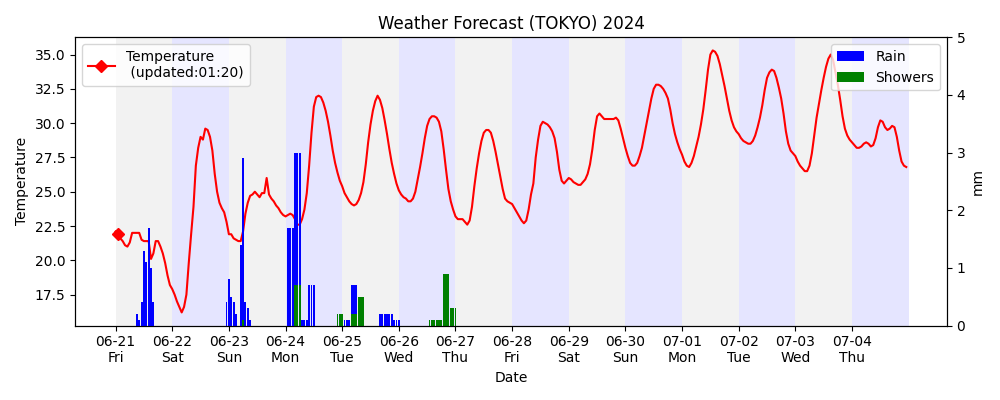 Weather Forecast (TOKYO) 2024
Temperature
(updated:01:20)
Rain
Showers
Temperature
35.0
32.5
30.0
27.5
25.0
22.5
20.0
17.5
5
4
3
2
1
0
mm
06-21 06-22 06-23 06-24 06-25 06-26 06-27 06-28 06-29 06-30 07-01 07-02 07-03 07-04
Fri Sat Sun Mon Tue Wed Thu Fri Sat Sun Mon Tue Wed Thu
Date